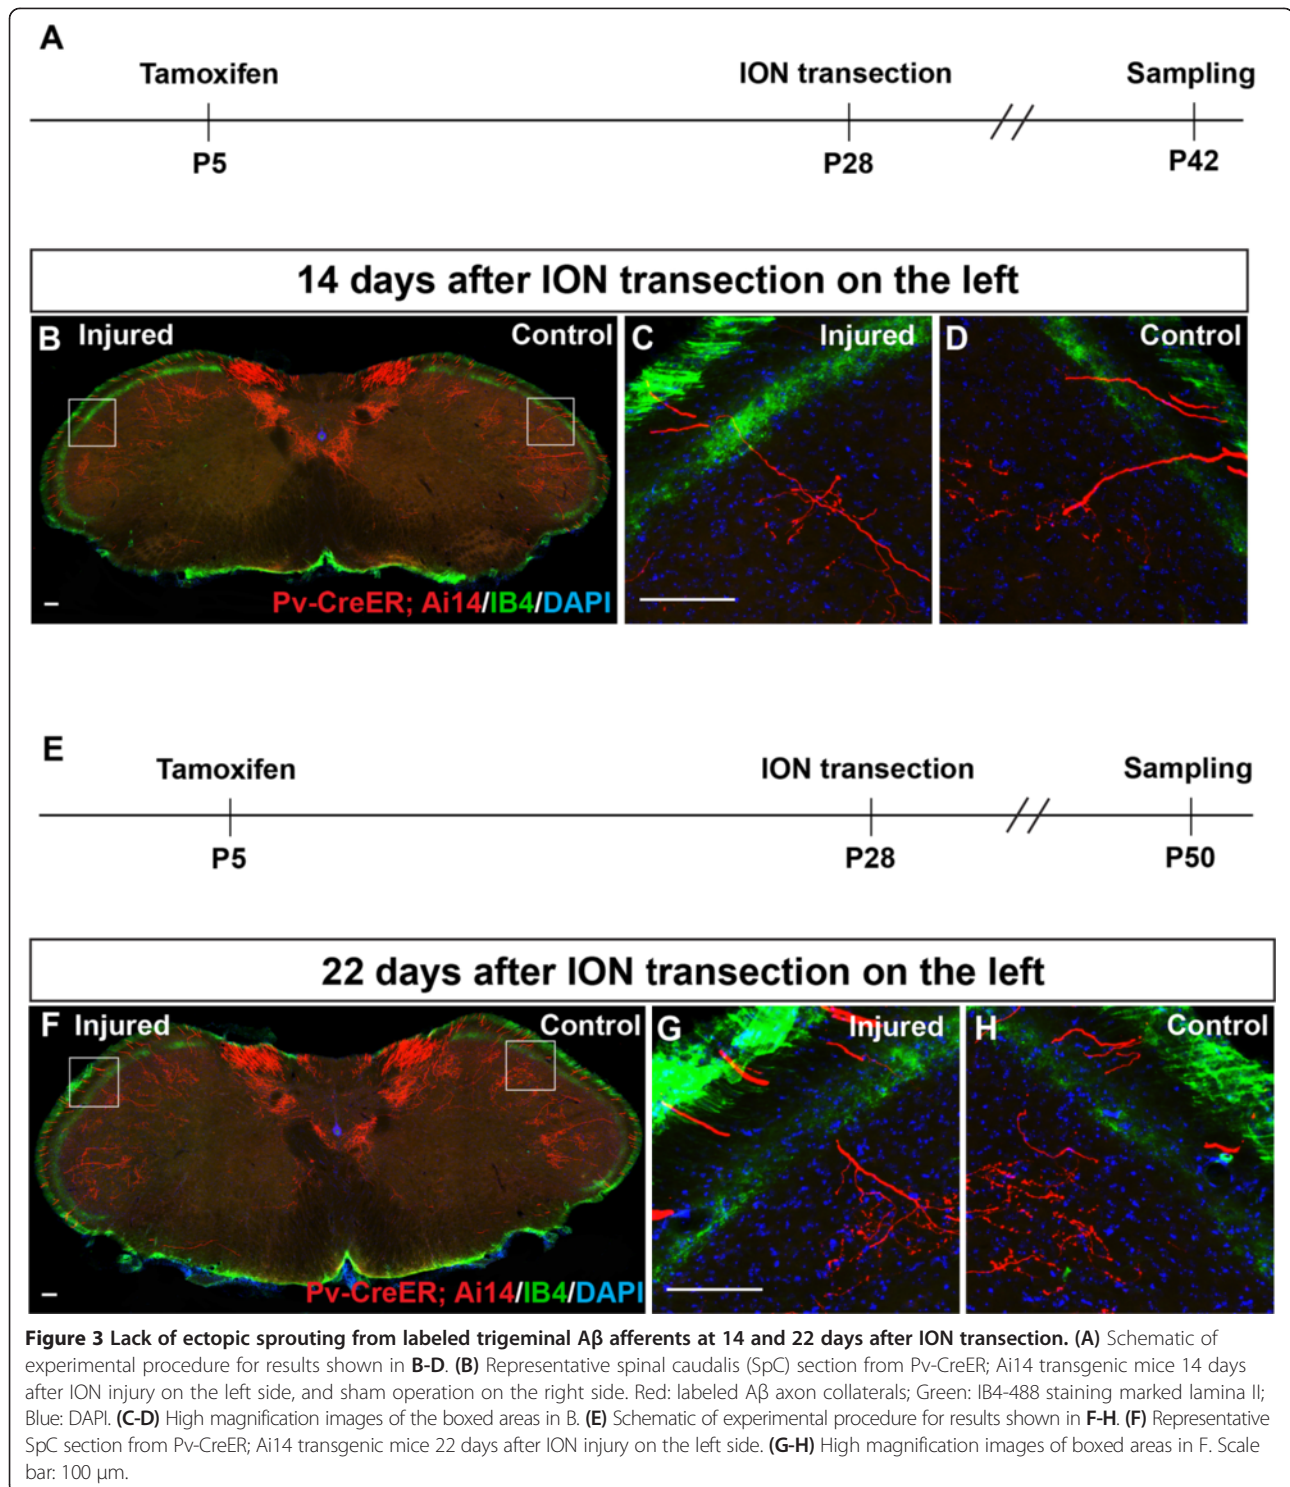 A
Tamoxifen
ION transection
Sampling
P5
P28
P42
14 days after ION transection on the left
B Injured
Control
C
Injured
D
Control
Pv-CreER; Ai14/IB4/DAPI
E
Tamoxifen
ION transection
Sampling
P5
P28
P50
22 days after ION transection on the left
F Injured
Control
G
Injured
H
Control
Pv-CreER; Ai14/IB4/DAPI
Figure 3 Lack of ectopic sprouting from labeled trigeminal Aβ afferents at 14 and 22 days after ION transection. (A) Schematic of
experimental procedure for results shown in B-D. (B) Representative spinal caudalis (SpC) section from Pv-CreER; Ai14 transgenic mice 14 days
after ION injury on the left side, and sham operation on the right side. Red: labeled Aβ axon collaterals; Green: IB4-488 staining marked lamina II;
Blue: DAPI. (C-D) High magnification images of the boxed areas in B. (E) Schematic of experimental procedure for results shown in F-H. (F) Representative
SpC section from Pv-CreER; Ai14 transgenic mice 22 days after ION injury on the left side. (G-H) High magnification images of boxed areas in F. Scale
bar: 100 μm.